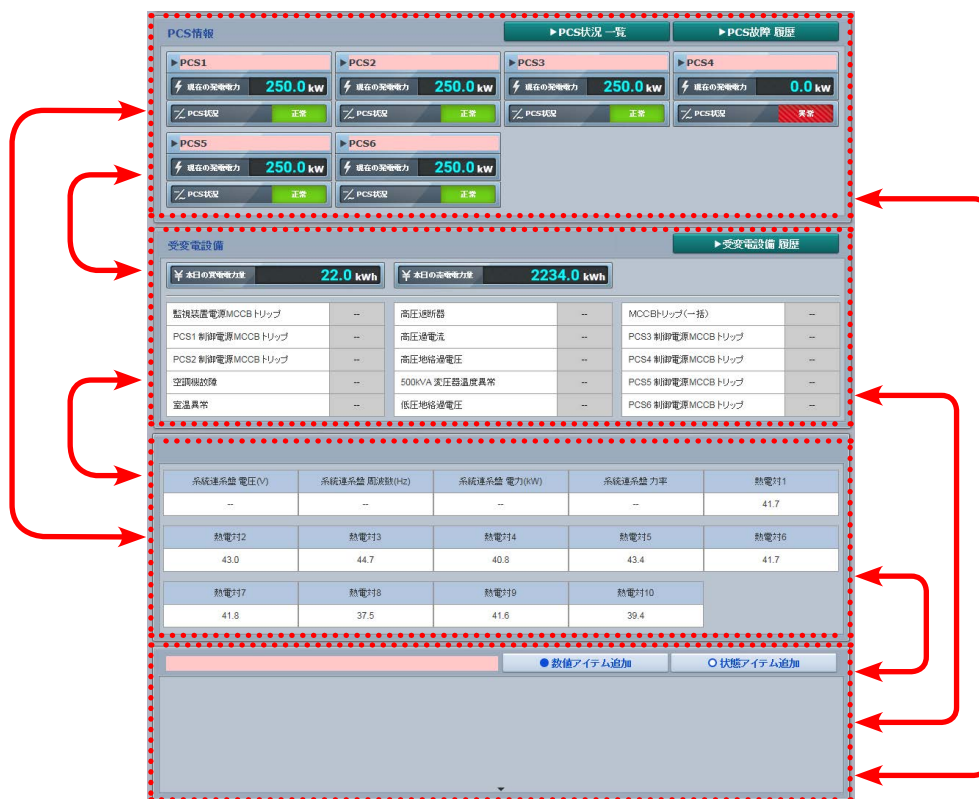 PCS情報 ▶PCS状況 一覧 ▶PCS故障 履歴
▶PCS1 ▶PCS2 ▶PCS3 ▶PCS4
現在の発電電力 250.0 kW 現在の発電電力 250.0 kW 現在の発電電力 250.0 kW 現在の発電電力 0.0 kW
PCS状況 正常 PCS状況 正常 PCS状況 正常 PCS状況 異常
▶PCS5 ▶PCS6
現在の発電電力 250.0 kW 現在の発電電力 250.0 kW
PCS状況 正常 PCS状況 正常
受変電設備 ▶受変電設備 履歴
¥ 本日の買電電力量 22.0 kWh ¥ 本日の売電電力量 2234.0 kWh
監視装置電源MCCBトリップ -- 高圧遮断器 -- MCCBトリップ(一括) --
PCS1 制御電源MCCBトリップ -- 高圧過電流 -- PCS3 制御電源MCCBトリップ --
PCS2 制御電源MCCBトリップ -- 高圧地絡過電圧 -- PCS4 制御電源MCCBトリップ --
空調機故障 -- 500kVA 変圧器温度異常 -- PCS5 制御電源MCCBトリップ --
室温異常 -- 低圧地絡過電圧 -- PCS6 制御電源MCCBトリップ --
系統連系盤 電圧(V) 系統連系盤 周波数(Hz) 系統連系盤 電力(kW) 系統連系盤 力率 熱電対1
-- -- -- -- 41.7
熱電対2 熱電対3 熱電対4 熱電対5 熱電対6
43.0 44.7 40.8 43.4 41.7
熱電対7 熱電対8 熱電対9 熱電対10
41.8 37.5 41.6 39.4
数値アイテム追加 状態アイテム追加